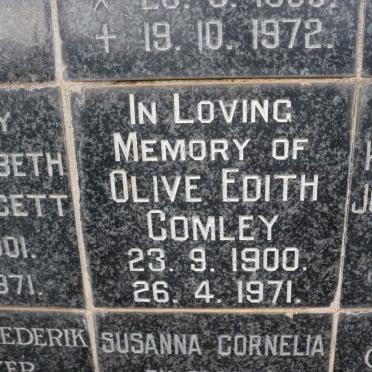 19. 10. 1972.
IN LOVING
MEMORY OF
OLIVE EDITH
COMLEY
23. 9. 1900.
26. 4. 1971.
SUSANNA CORNELIA